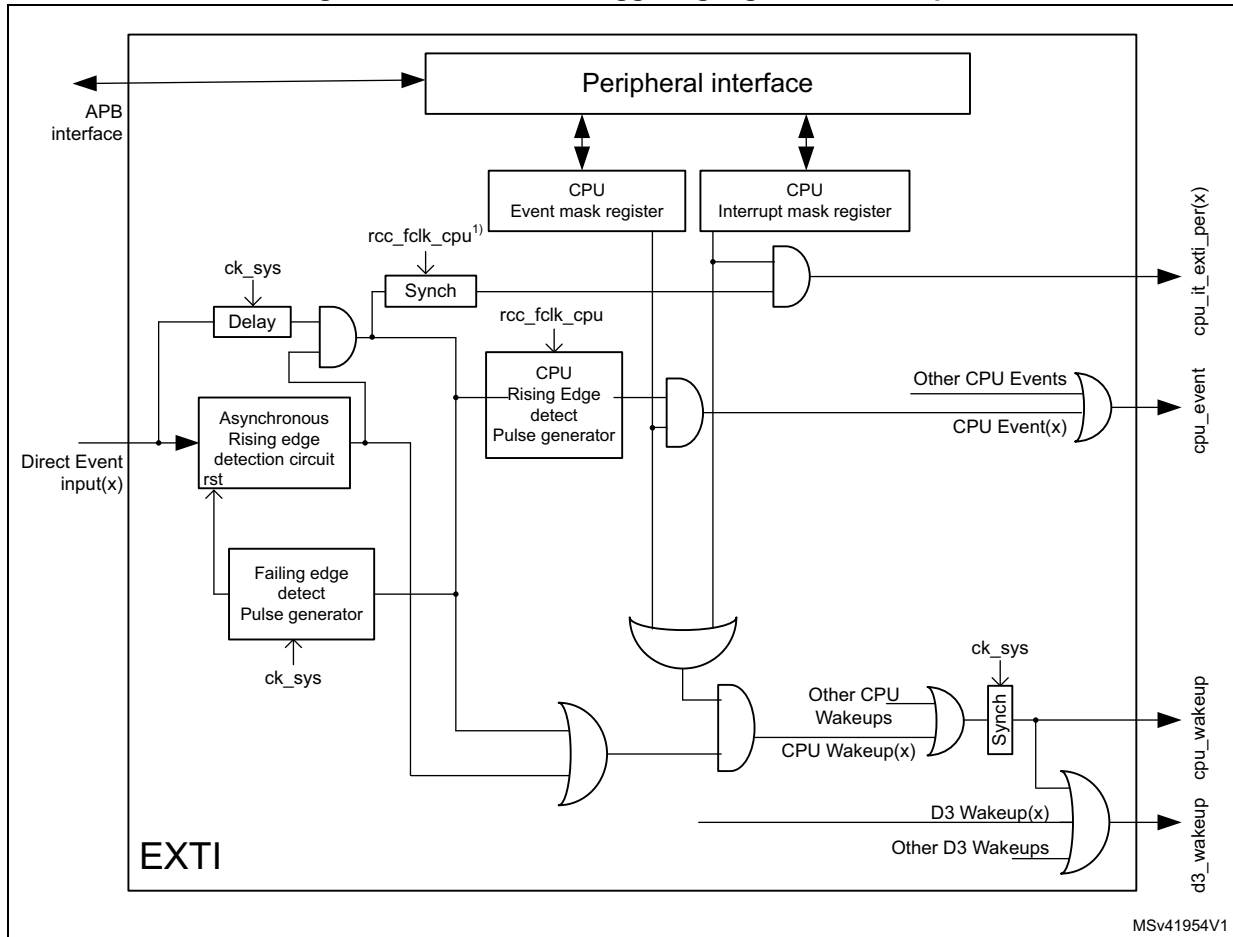 Peripheral interface
APB
interface
CPU
Event mask register
CPU
Interrupt mask register
cpu_it_exti_per(x)
rcc_fclk_cpu1)
ck_sys
Synch
Delay
rcc_fclk_cpu
CPU
Rising Edge
detect
Pulse generator
Other CPU Events
CPU Event(x)
cpu_event
Asynchronous
Rising edge
detection circuit
rst
Direct Event
input(x)
Failing edge
detect
Pulse generator
ck_sys
ck_sys
Other CPU
Wakeups
Synch
CPU Wakeup(x)
cpu_wakeup
D3 Wakeup(x)
Other D3 Wakeups
d3_wakeup
EXTI
MSv41954V1